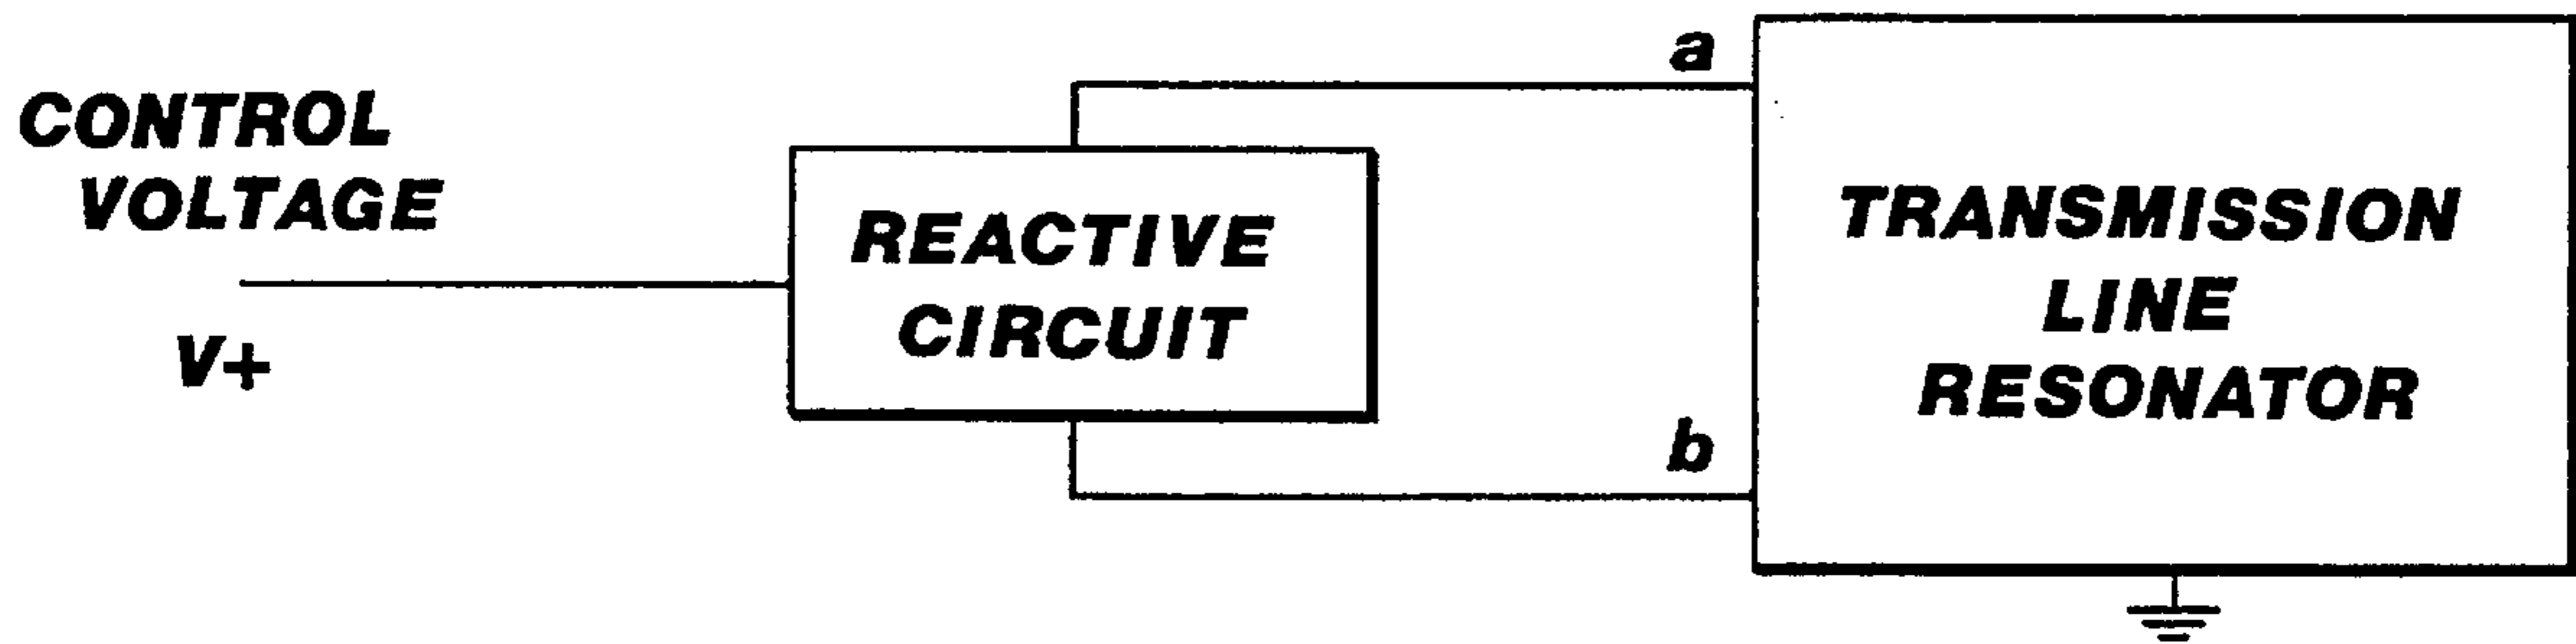 CONTROL
VOLTAGE
V+
REACTIVE
CIRCUIT
a
b
TRANSMISSION
LINE
RESONATOR